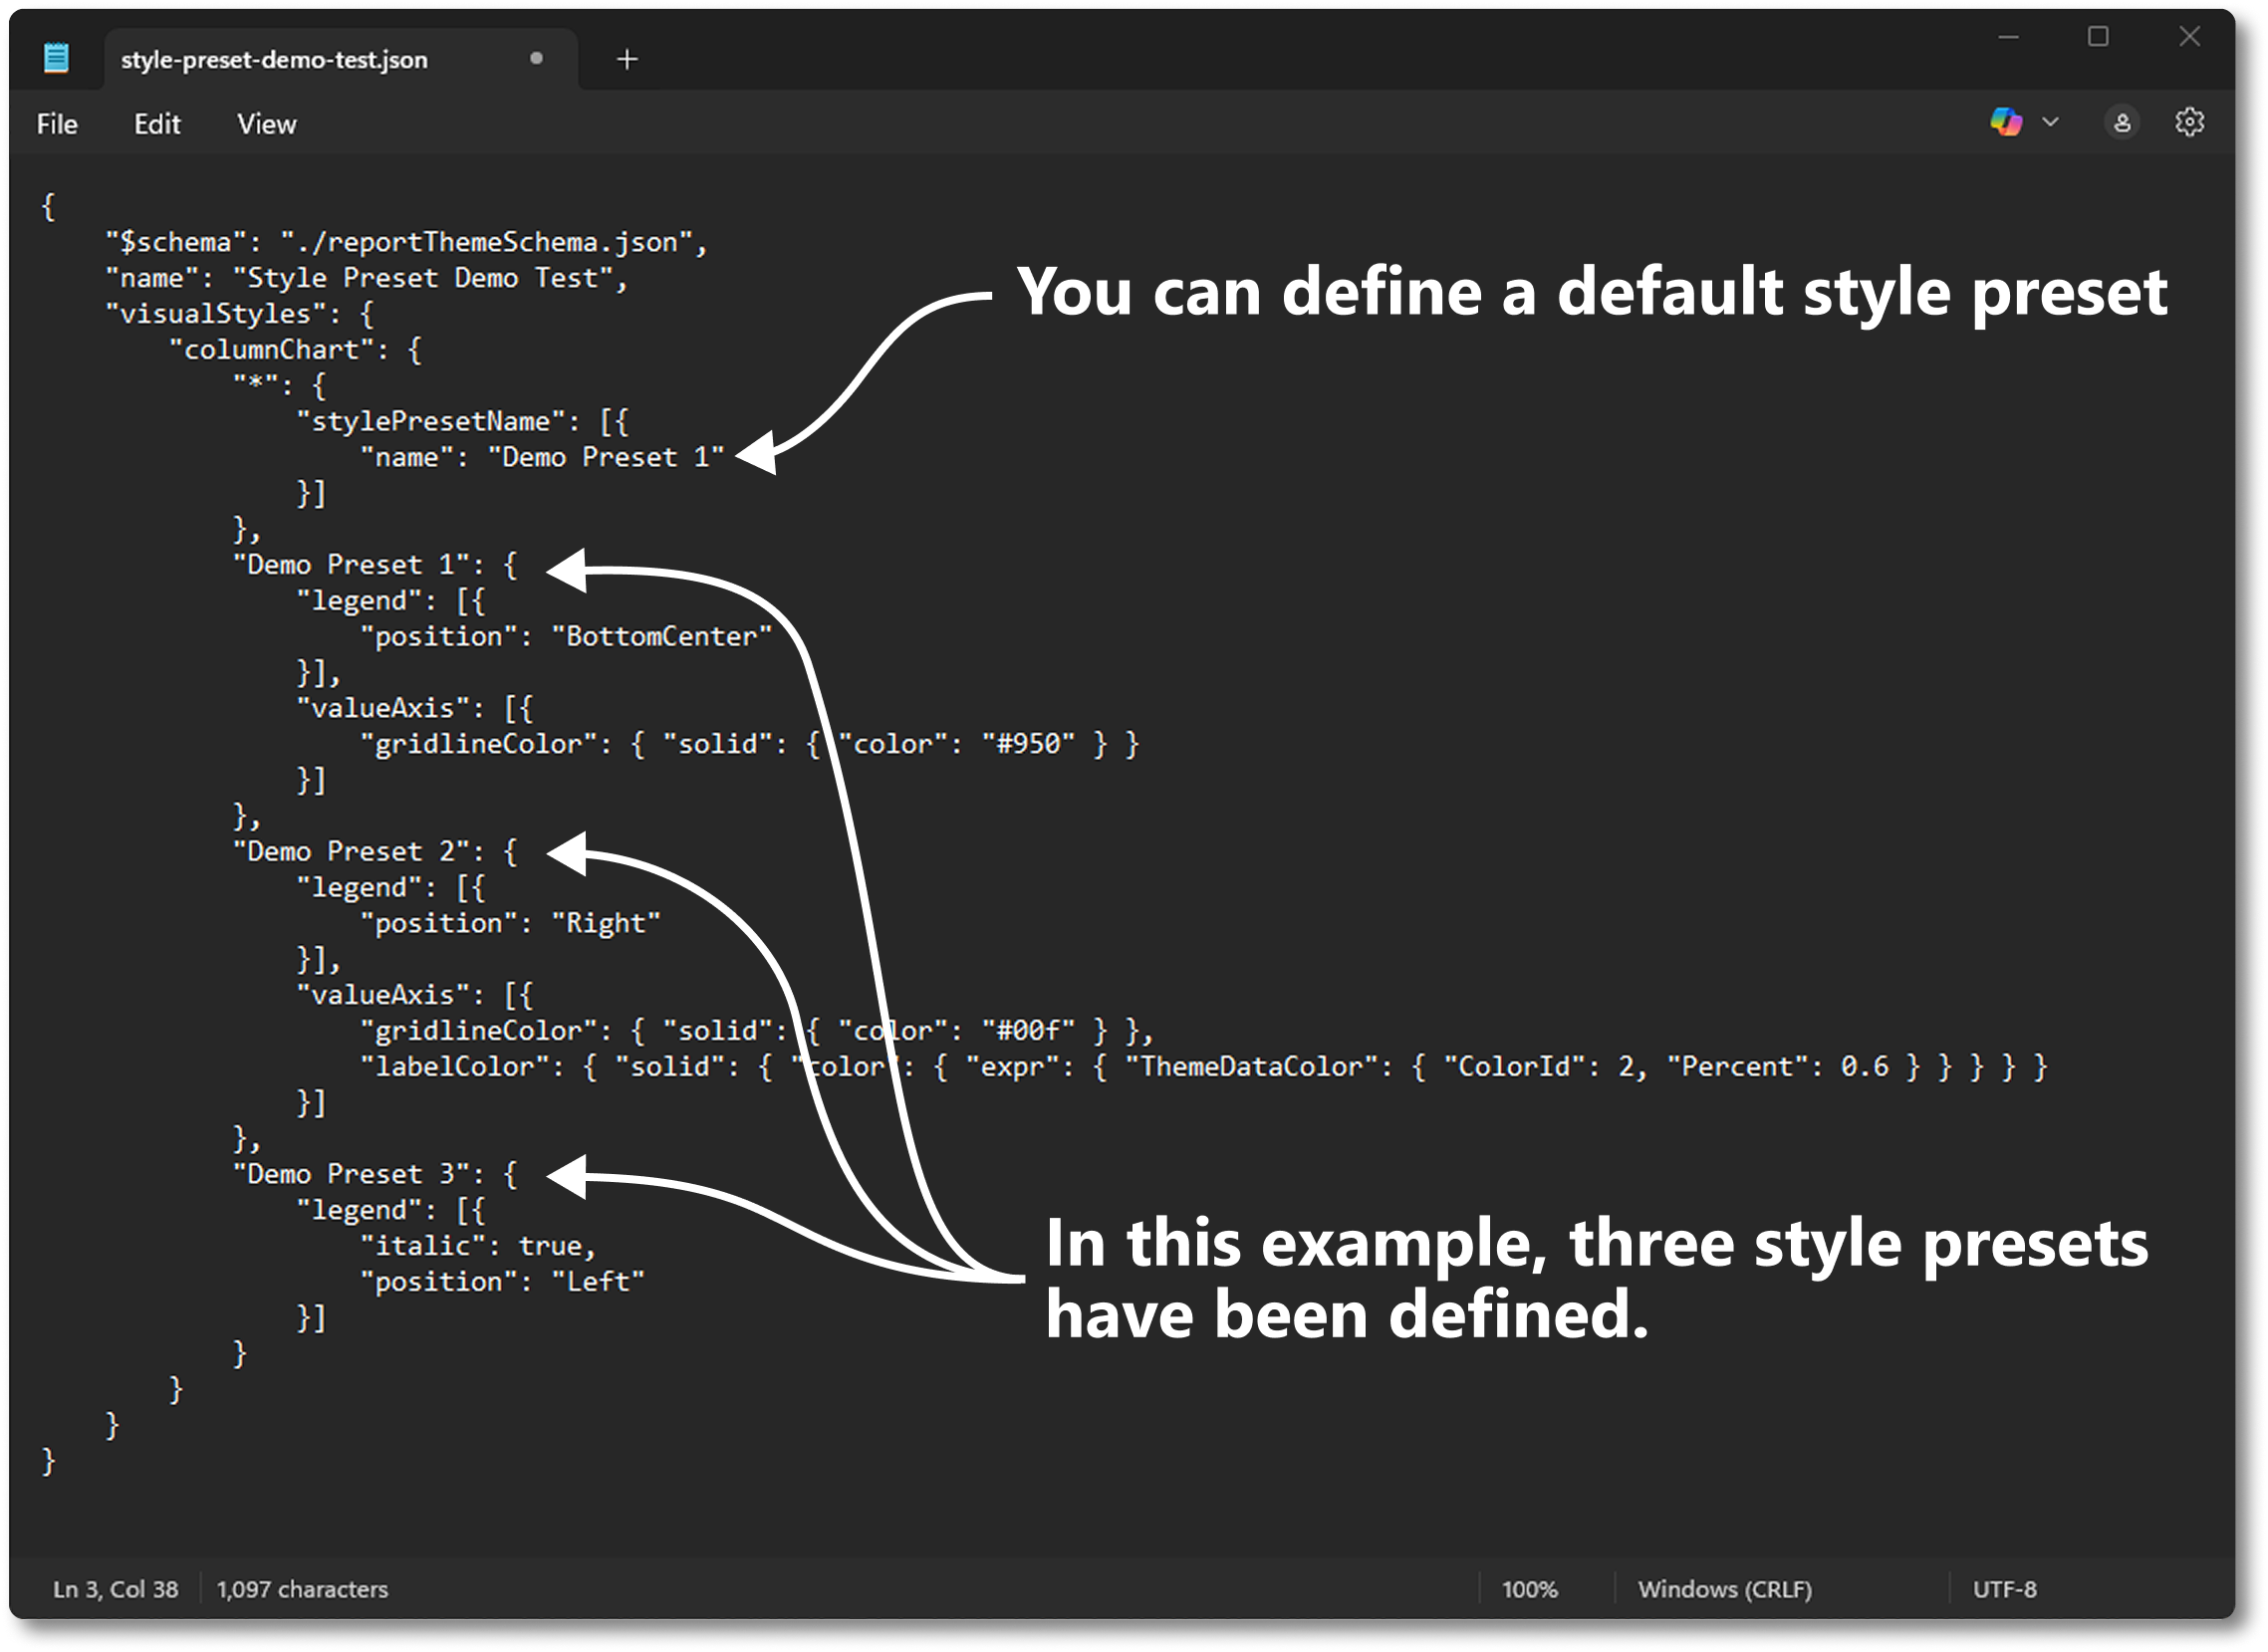 style-preset-demo-test.json
File Edit View
{
    "$schema": "./reportThemeSchema.json",
    "name": "Style Preset Demo Test",
    "visualStyles": {
        "columnChart": {
            "*": {
                "stylePresetName": [{
                    "name": "Demo Preset 1"
                }]
            },
            "Demo Preset 1": {
                "legend": [{
                    "position": "BottomCenter"
                }],
                "valueAxis": [{
                    "gridlineColor": { "solid": { "color": "#950" } }
                }]
            },
            "Demo Preset 2": {
                "legend": [{
                    "position": "Right"
                }],
                "valueAxis": [{
                    "gridlineColor": { "solid": { "color": "#00f" } },
                    "labelColor": { "solid": { "color": { "expr": { "ThemeDataColor": { "ColorId": 2, "Percent": 0.6 } } } } }
                }]
            },
            "Demo Preset 3": {
                "legend": [{
                    "italic": true,
                    "position": "Left"
                }]
            }
        }
    }
}
You can define a default style preset
In this example, three style presets
have been defined.
Ln 3, Col 38 1,097 characters 100% Windows (CRLF) UTF-8